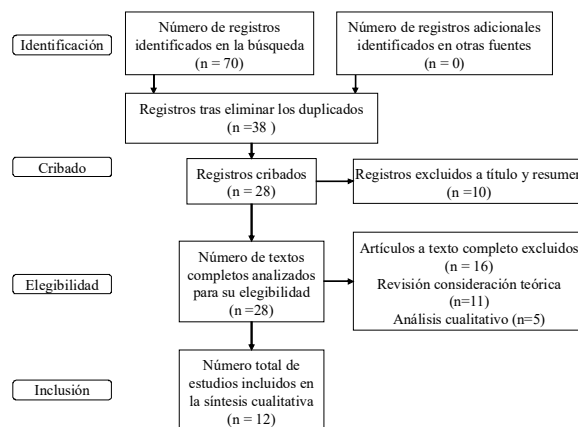 Identificación
Número de registros
identificados en la búsqueda
(n = 70)
Número de registros adicionales
identificados en otras fuentes
(n = 0)
Registros tras eliminar los duplicados
(n =38 )
Cribado
Registros cribados
(n = 28)
Registros excluidos a título y resumen
(n =10)
Elegibilidad
Número de textos
completos analizados
para su elegibilidad
(n =28)
Artículos a texto completo excluidos
(n = 16)
Revisión consideración teórica
(n=11)
Análisis cualitativo (n=5)
Inclusión
Número total de
estudios incluidos en
la síntesis cualitativa
(n = 12)